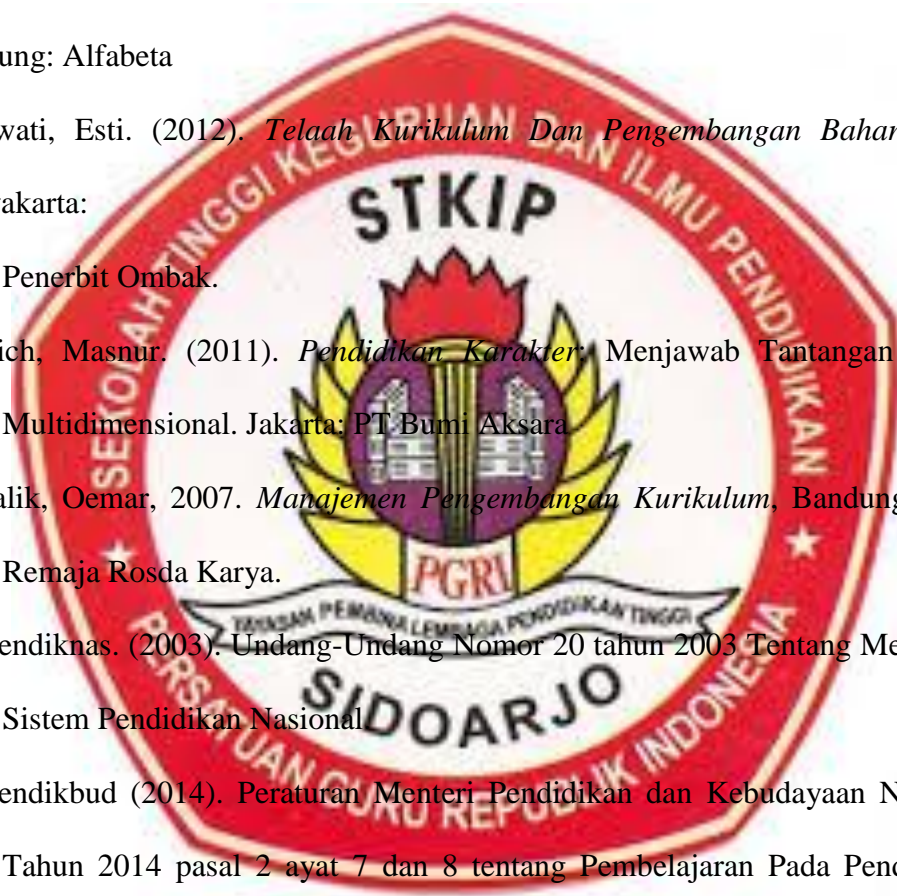 ung: Alfabeta
wati, Esti. (2012). Telaah Kurikulum Dan Pengembangan Bahan
akarta:
Penerbit Ombak.
ich, Masnur. (2011). Pendidikan Karakter: Menjawab Tantangan
Multidimensional. Jakarta: PT Bumi Aksara
alik, Oemar, 2007. Manajemen Pengembangan Kurikulum, Bandung
Remaja Rosda Karya.
endiknas. (2003). Undang-Undang Nomor 20 tahun 2003 Tentang Me
Sistem Pendidikan Nasional.
endikbud (2014). Peraturan Menteri Pendidikan dan Kebudayaan N
Tahun 2014 pasal 2 ayat 7 dan 8 tentang Pembelajaran Pada Pend
SEKOLAH TINGGI KEGURUAN DAN ILMU PENDIDIKAN
STKIP
PGRI
YAYASAN PEMBINA LEMBAGA PENDIDIKAN TINGGI
SIDOARJO
PERSATUAN GURU REPUBLIK INDONESIA